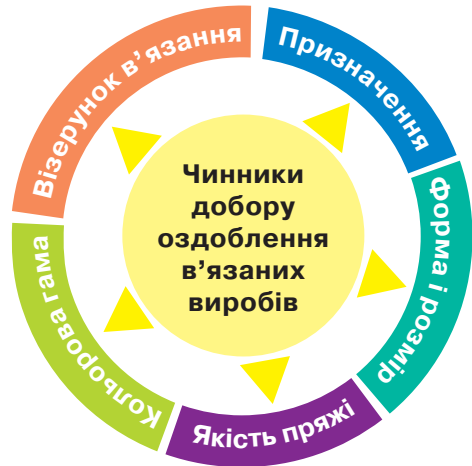 Візерунок в’язання
Призначення
Форма і розмір
Якість пряжі
Кольорова гама
Чинники
добору
оздоблення
в’язаних
виробів